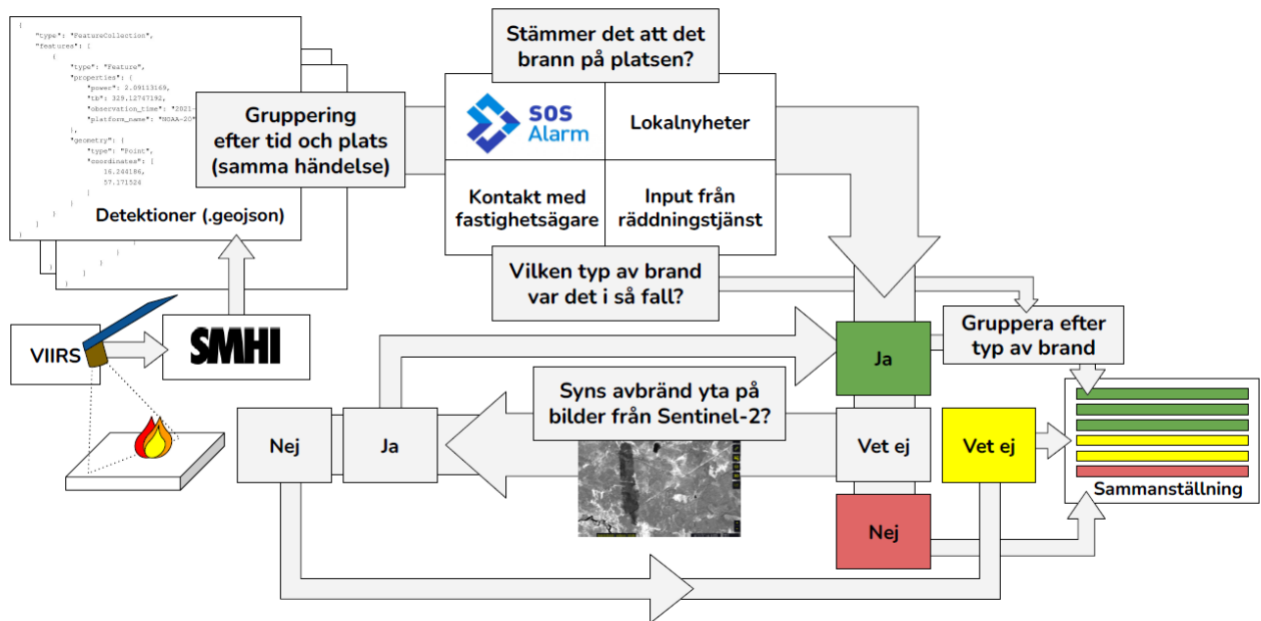 {
"type": "FeatureCollection",
"features": [
{
"type": "Feature",
"properties": {
"power": 2.09113169,
"tb": 329.12747192,
"observation_time": "2021-
"platform_name": "NOAA-20"
},
"geometry": {
"type": "Point",
"coordinates": [
16.244186,
57.171524
]
}
}
}
Detektioner (.geojson)
Gruppering
efter tid och plats
(samma händelse)
Stämmer det att det
brann på platsen?
SOS
Alarm
Lokalnyheter
Kontakt med
fastighetsägare
Input från
räddningstjänst
Vilken typ av brand
var det i så fall?
VIIRS
SMHI
Gruppera efter
typ av brand
Ja
Syns avbränd yta på
bilder från Sentinel-2?
Nej
Ja
Vet ej
Vet ej
Nej
Sammanställning